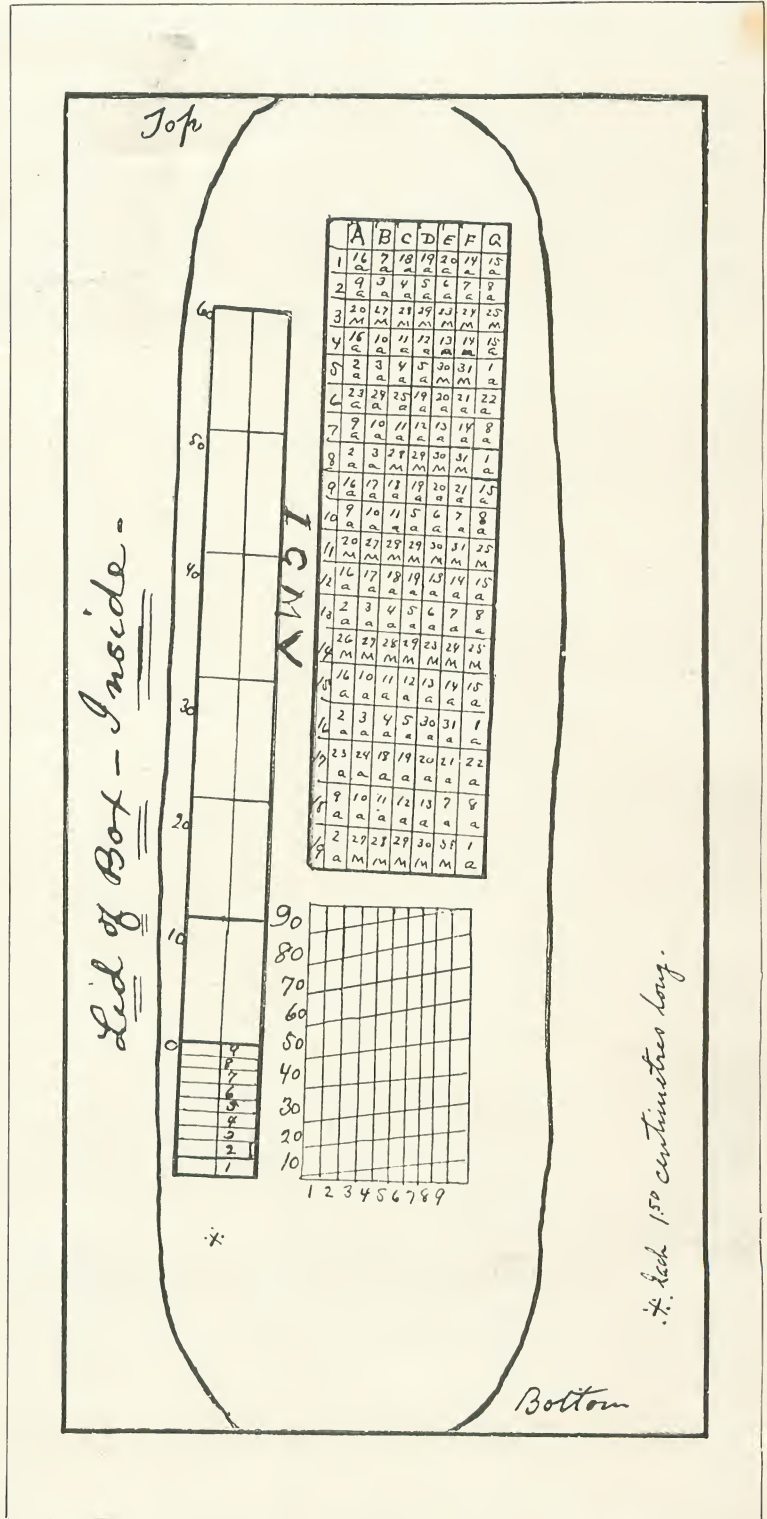 Top
Lid of Box - Inside -
A B C D E F G
1 16 a 7 a 18 a 19 a 20 a 14 a 15 a
2 9 a 3 a 4 a 5 a 6 a 7 a 8 a
3 20 M 27 M 28 M 29 M 23 M 24 M 25 M
4 16 a 10 a 11 a 12 a 13 a 14 a 15 a
5 2 a 3 a 4 a 5 a 30 M 31 M 1 a
6 23 a 24 a 25 a 19 a 20 a 21 a 22 a
7 9 a 10 a 11 a 12 a 13 a 14 a 8 a
8 2 a 3 a 28 M 29 M 30 M 31 M 1 a
9 16 a 17 a 18 a 19 a 20 a 21 a 15 a
10 9 a 10 a 11 a 5 a 6 a 7 a 8 a
11 20 M 27 M 28 M 29 M 30 M 31 M 25 M
12 16 a 17 a 18 a 19 a 13 a 14 a 15 a
13 2 a 3 a 4 a 5 a 6 a 7 a 8 a
14 26 M 27 M 28 M 29 M 23 M 24 M 25 M
15 16 a 10 a 11 a 12 a 13 a 14 a 15 a
16 2 a 3 a 4 a 5 a 30 a 31 a 1 a
17 23 a 24 a 18 a 19 a 20 a 21 a 22 a
18 9 a 10 a 11 a 12 a 13 a 7 a 8 a
19 2 a 27 M 28 M 29 M 30 M M 1 a
60
50
40
30
20
10
0
9
8
7
6
5
4
3
2
1
90
80
70
60
50
40
30
20
10
1 2 3 4 5 6 7 8 9
Each 1.50 centimetres long.
Bottom